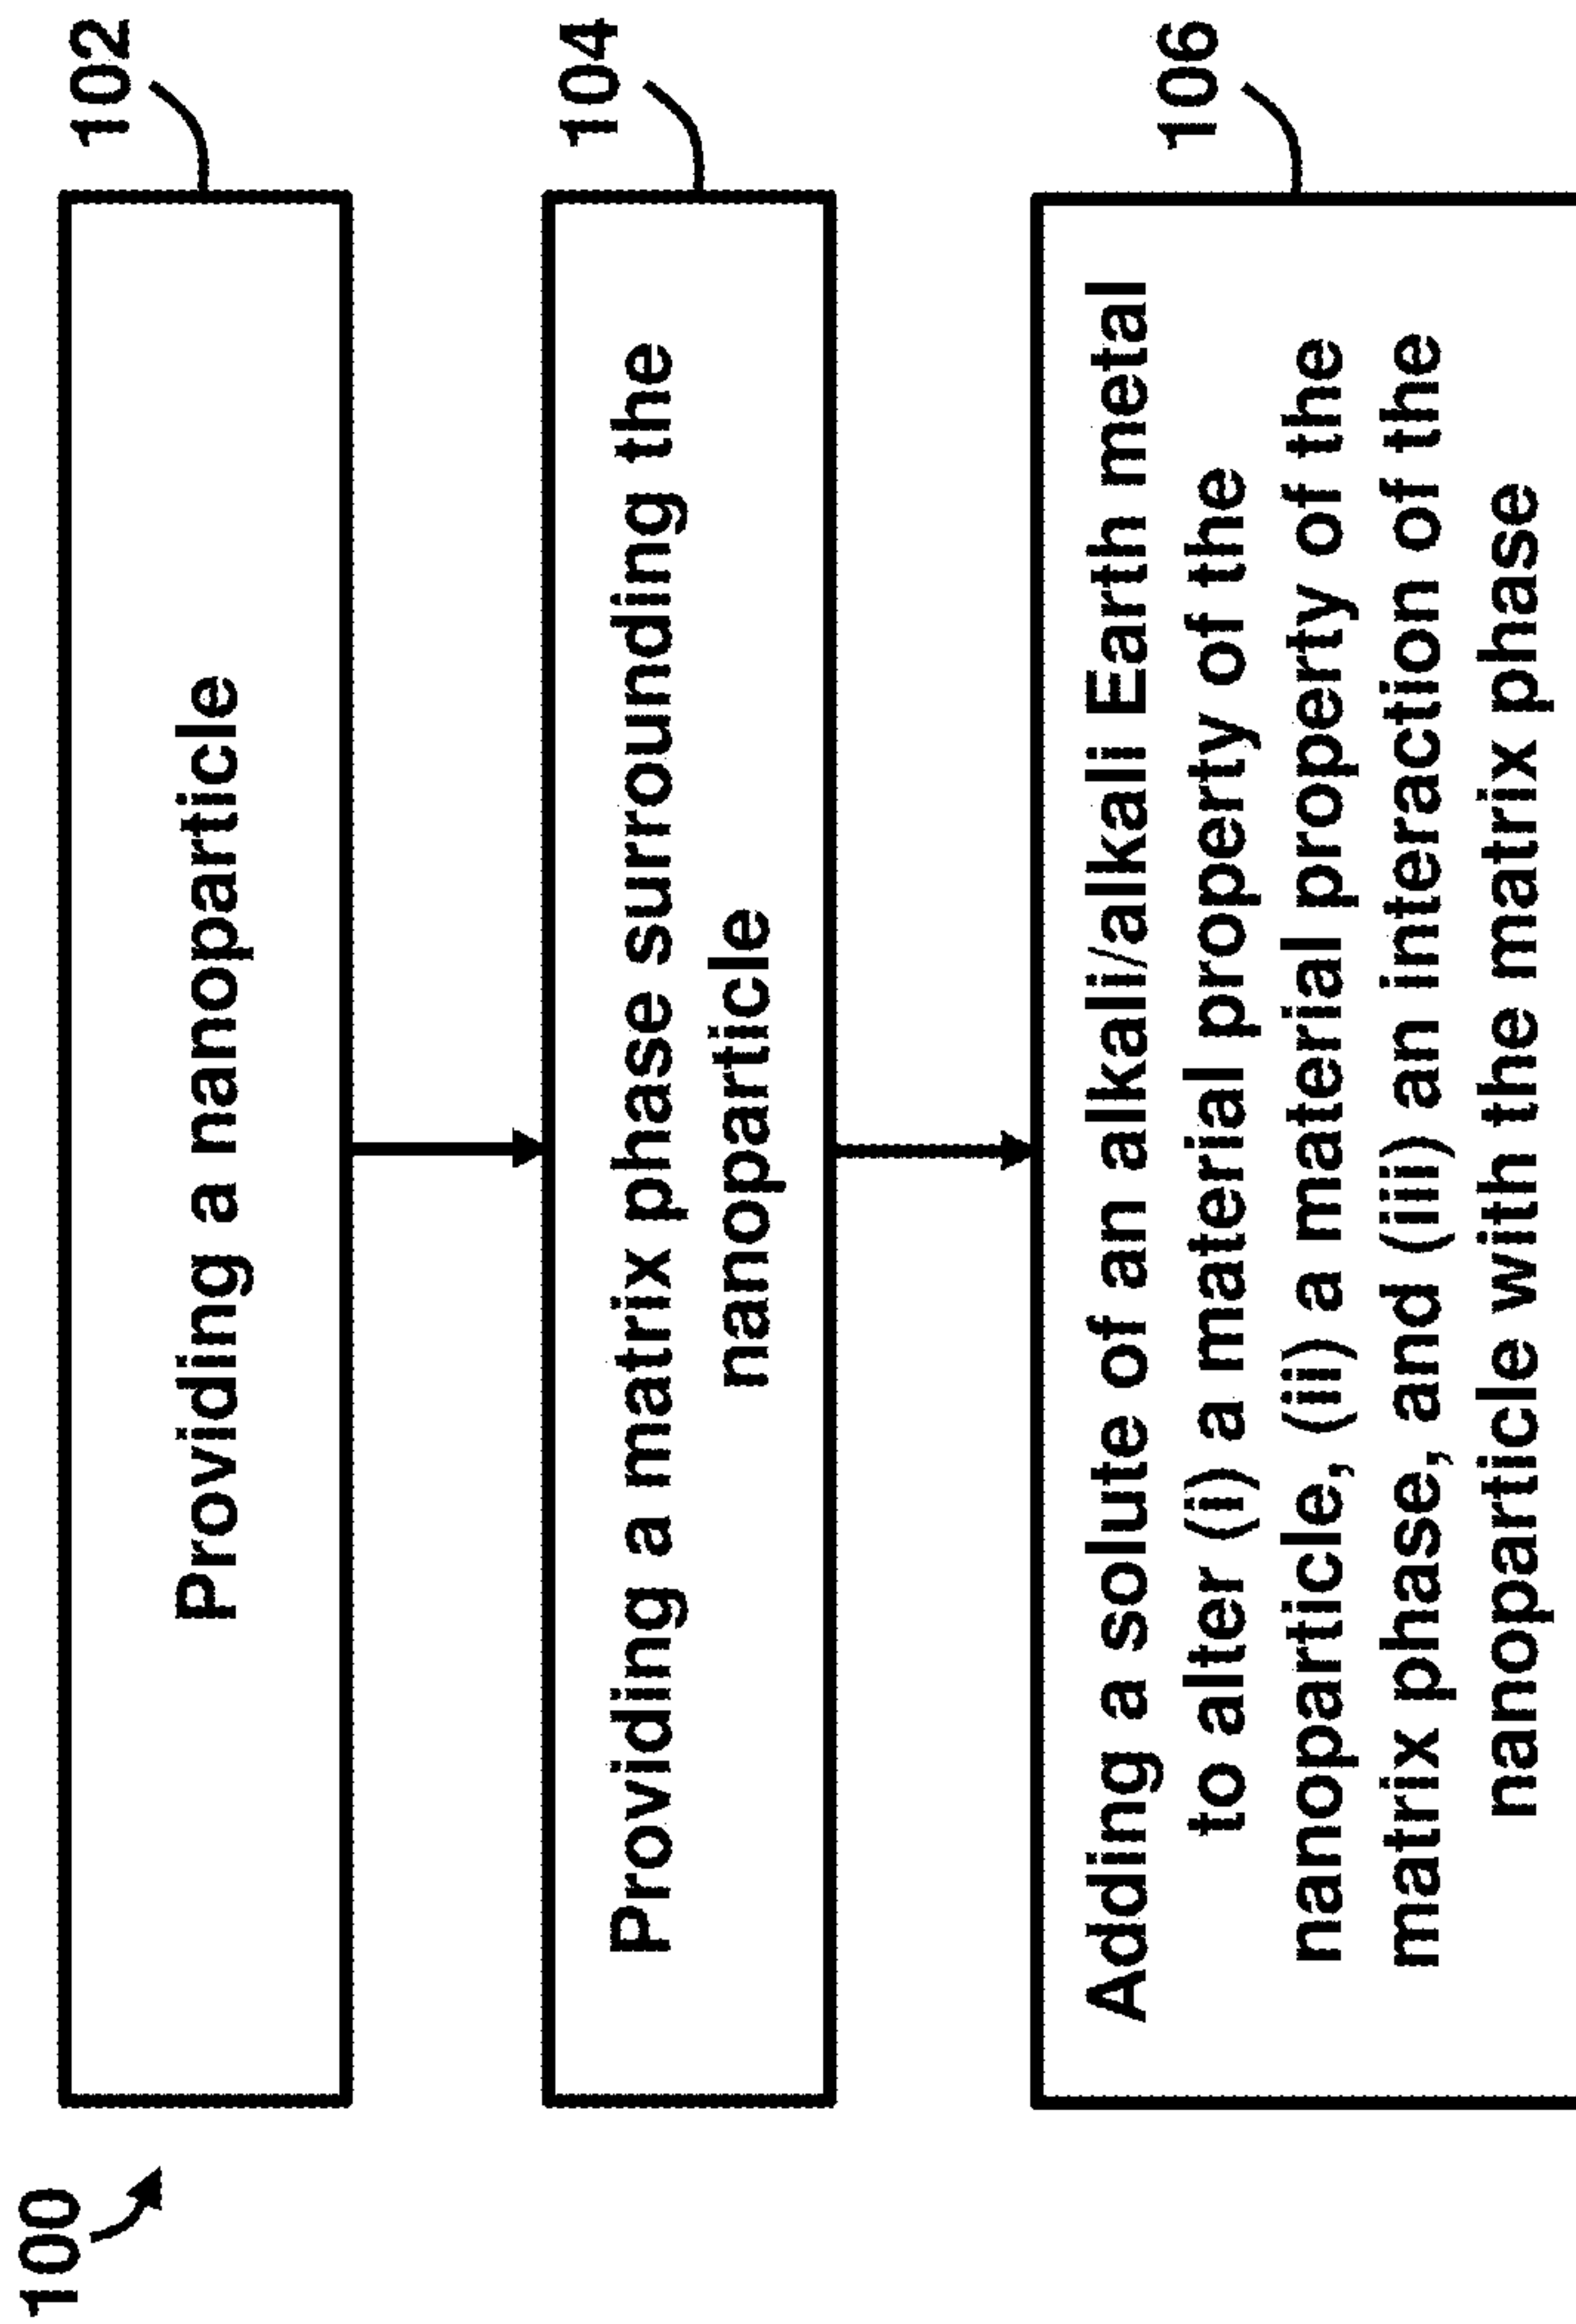 100
102
Providing a nanoparticle
104
Providing a matrix phase surrounding the
nanoparticle
106
Adding a solute of an alkali/alkali Earth metal
to alter (i) a material property of the
nanoparticle, (ii) a material property of the
matrix phase, and (iii) an interaction of the
nanoparticle with the matrix phase